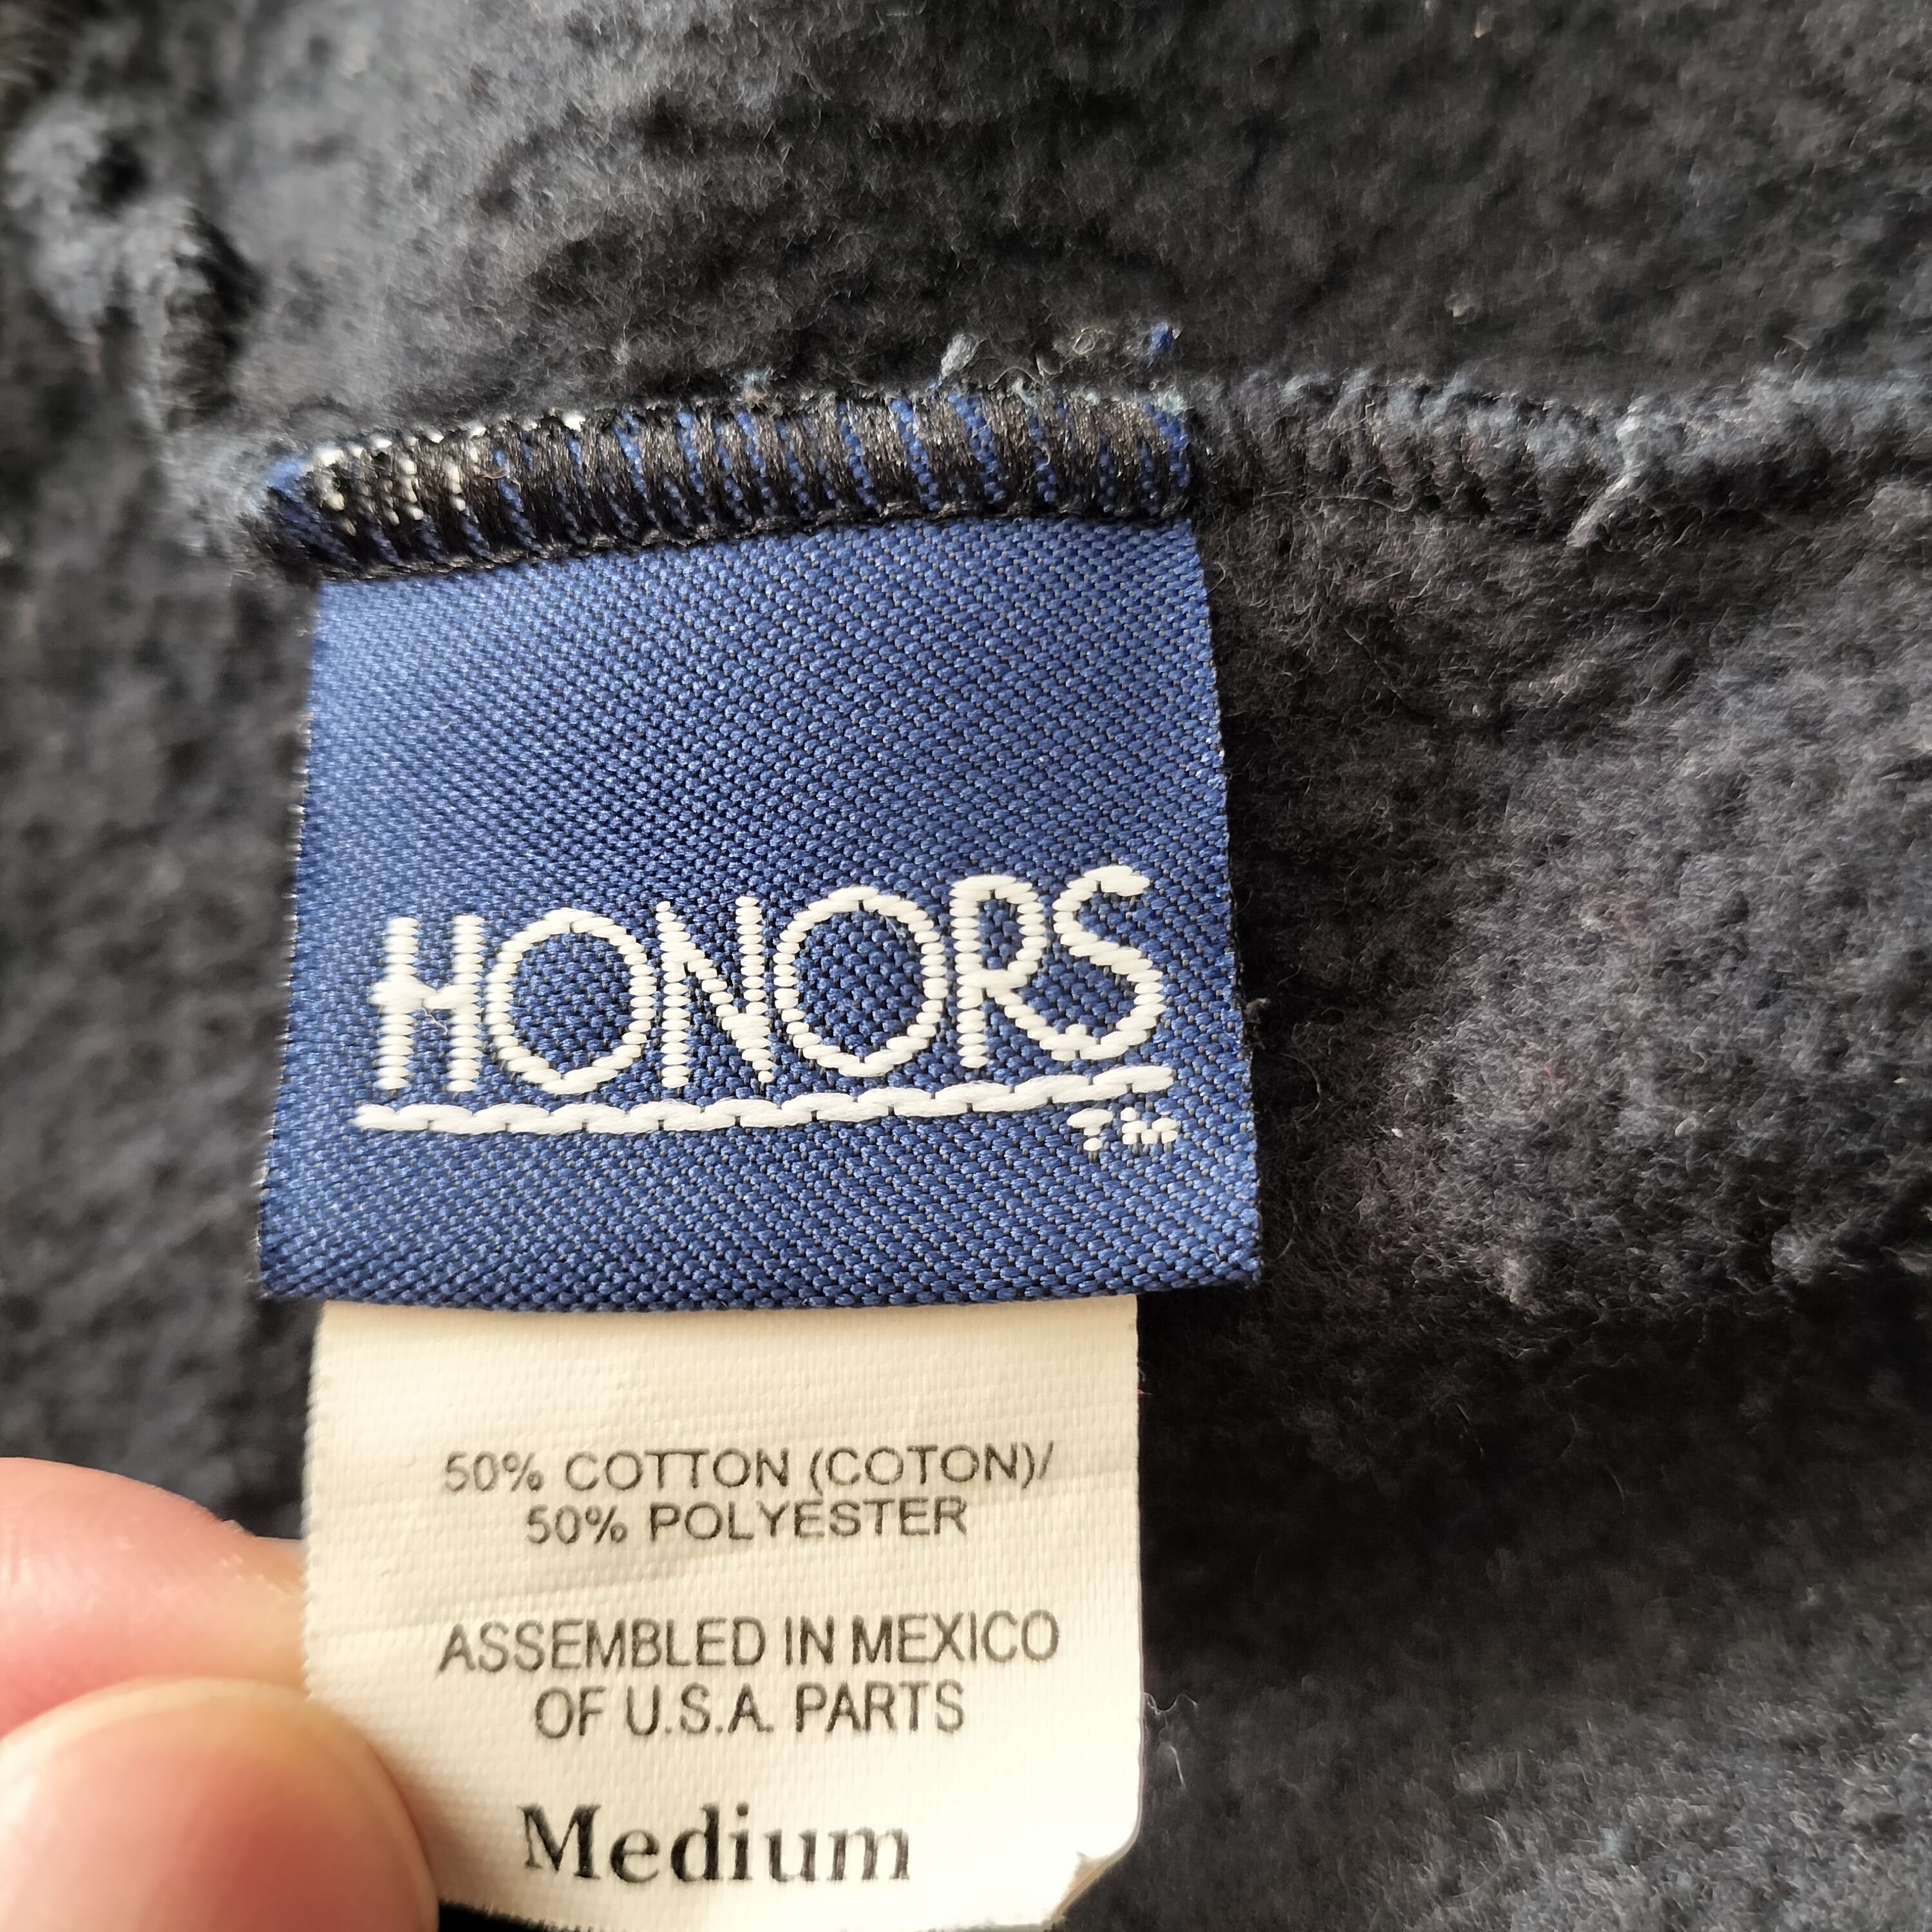 HONORS
TM
50% COTTON (COTON)/
50% POLYESTER
ASSEMBLED IN MEXICO
OF U.S.A. PARTS
Medium